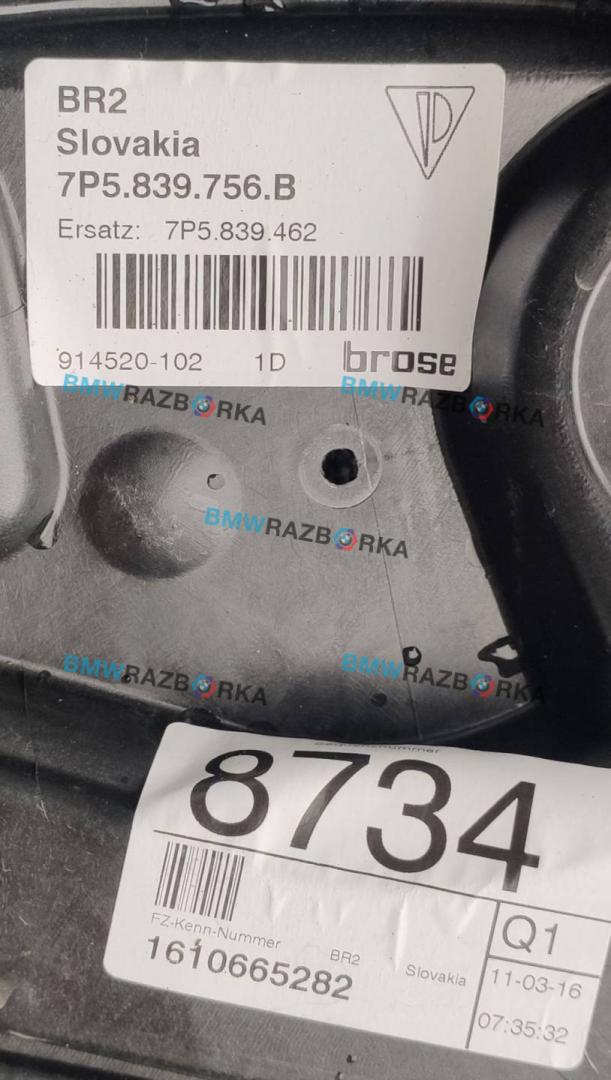 BR2
Slovakia
7P5.839.756.B
Ersatz: 7P5.839.462
914520-102 1D brose
BMWRAZBORKA BMWRAZBORKA
BMWRAZBORKA
BMWRAZBORKA BMWRAZBORKA
8734
FZ-Kenn-Nummer BR2 Slovakia
1610665282
Q1
11-03-16
07:35:32